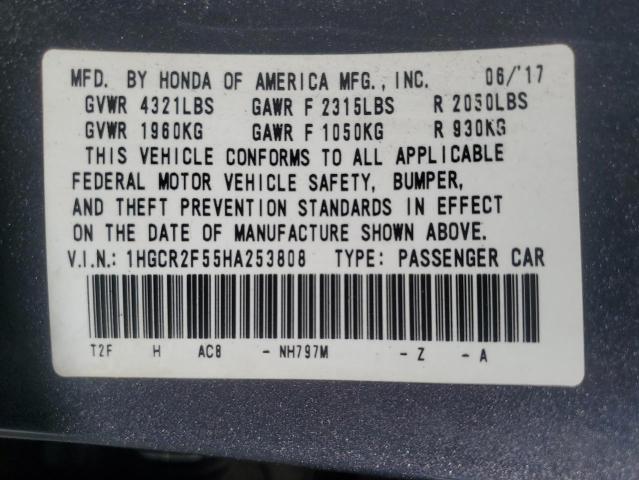 MFD. BY HONDA OF AMERICA MFG., INC. 06/'17
GVWR 4321LBS GAWR F 2315LBS R 2050LBS
GVWR 1960KG GAWR F 1050KG R 930KG
THIS VEHICLE CONFORMS TO ALL APPLICABLE
FEDERAL MOTOR VEHICLE SAFETY, BUMPER,
AND THEFT PREVENTION STANDARDS IN EFFECT
ON THE DATE OF MANUFACTURE SHOWN ABOVE.
V.I.N.: 1HGCR2F55HA253808 TYPE: PASSENGER CAR
T2F H AC8 - NH797M - Z - A